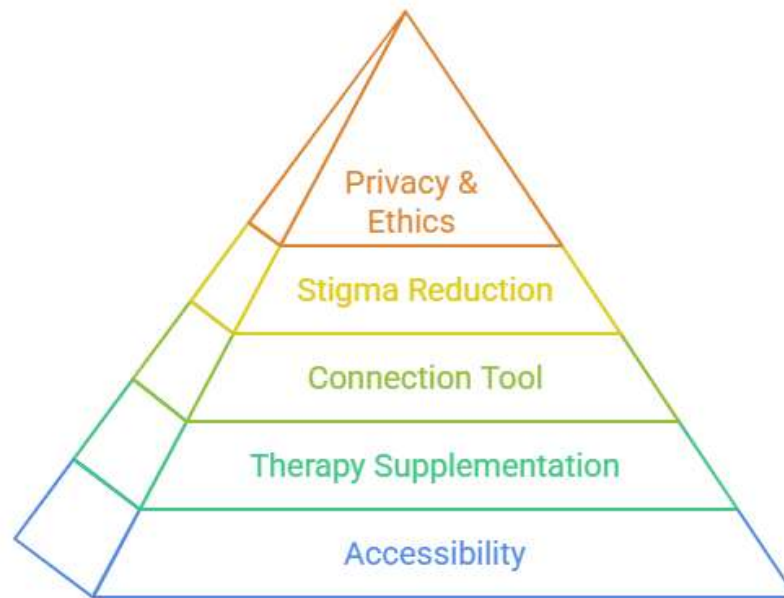 Privacy &
Ethics
Stigma Reduction
Connection Tool
Therapy Supplementation
Accessibility